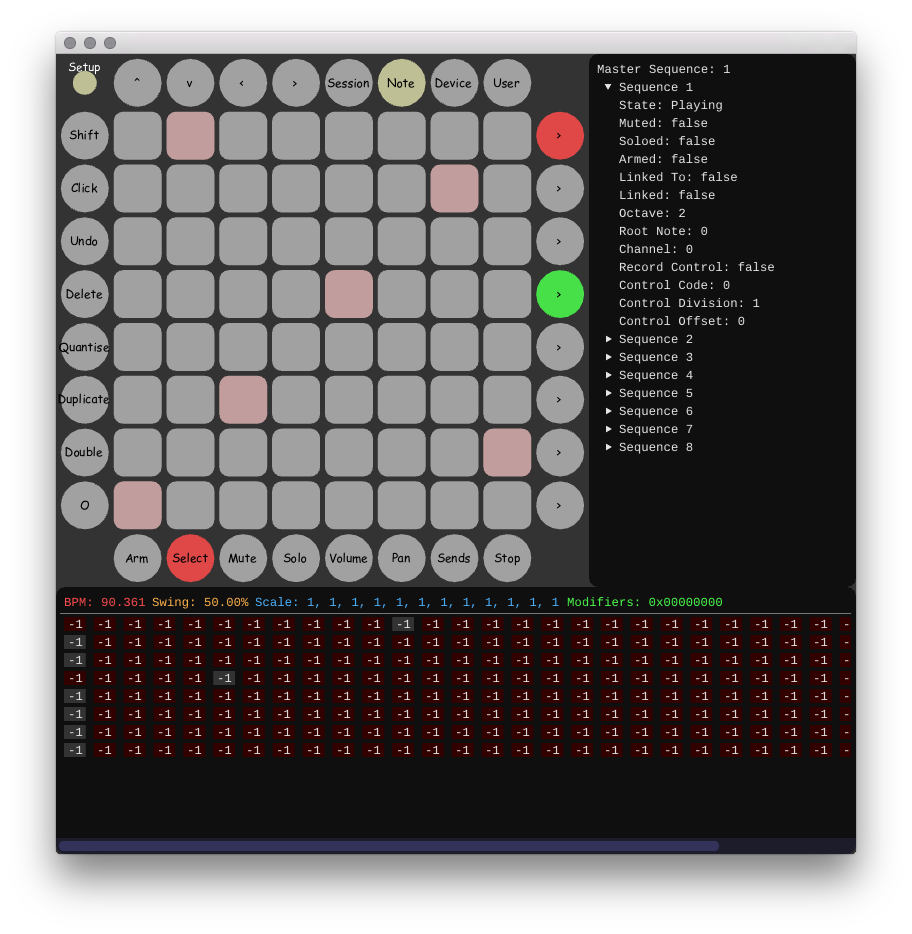 Setup ^ v < > Session Note Device User
Shift >
Click >
Undo >
Delete >
Quantise >
Duplicate >
Double >
O >
Arm Select Mute Solo Volume Pan Sends Stop
Master Sequence: 1
Sequence 1
State: Playing
Muted: false
Soloed: false
Armed: false
Linked To: false
Linked: false
Octave: 2
Root Note: 0
Channel: 0
Record Control: false
Control Code: 0
Control Division: 1
Control Offset: 0
Sequence 2
Sequence 3
Sequence 4
Sequence 5
Sequence 6
Sequence 7
Sequence 8
BPM: 90.361 Swing: 50.00% Scale: 1, 1, 1, 1, 1, 1, 1, 1, 1, 1, 1, 1 Modifiers: 0x00000000
-1 -1 -1 -1 -1 -1 -1 -1 -1 -1 -1 -1 -1 -1 -1 -1 -1 -1 -1 -1 -1 -1 -1 -1 -1 -1 -
-1 -1 -1 -1 -1 -1 -1 -1 -1 -1 -1 -1 -1 -1 -1 -1 -1 -1 -1 -1 -1 -1 -1 -1 -1 -1 -
-1 -1 -1 -1 -1 -1 -1 -1 -1 -1 -1 -1 -1 -1 -1 -1 -1 -1 -1 -1 -1 -1 -1 -1 -1 -1 -
-1 -1 -1 -1 -1 -1 -1 -1 -1 -1 -1 -1 -1 -1 -1 -1 -1 -1 -1 -1 -1 -1 -1 -1 -1 -1 -
-1 -1 -1 -1 -1 -1 -1 -1 -1 -1 -1 -1 -1 -1 -1 -1 -1 -1 -1 -1 -1 -1 -1 -1 -1 -1 -
-1 -1 -1 -1 -1 -1 -1 -1 -1 -1 -1 -1 -1 -1 -1 -1 -1 -1 -1 -1 -1 -1 -1 -1 -1 -1 -
-1 -1 -1 -1 -1 -1 -1 -1 -1 -1 -1 -1 -1 -1 -1 -1 -1 -1 -1 -1 -1 -1 -1 -1 -1 -1 -
-1 -1 -1 -1 -1 -1 -1 -1 -1 -1 -1 -1 -1 -1 -1 -1 -1 -1 -1 -1 -1 -1 -1 -1 -1 -1 -